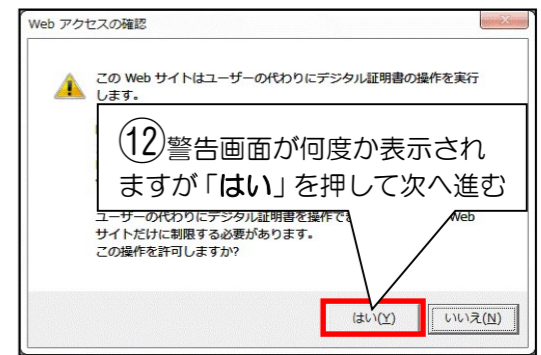 Web アクセスの確認
この Web サイトはユーザーの代わりにデジタル証明書の操作を実行
します。
⑫警告画面が何度か表示され
ますが「はい」を押して次へ進む
ユーザーの代わりにデジタル証明書を操作でき
Web
サイトだけに制限する必要があります。
この操作を許可しますか?
はい(Y)
いいえ(N)